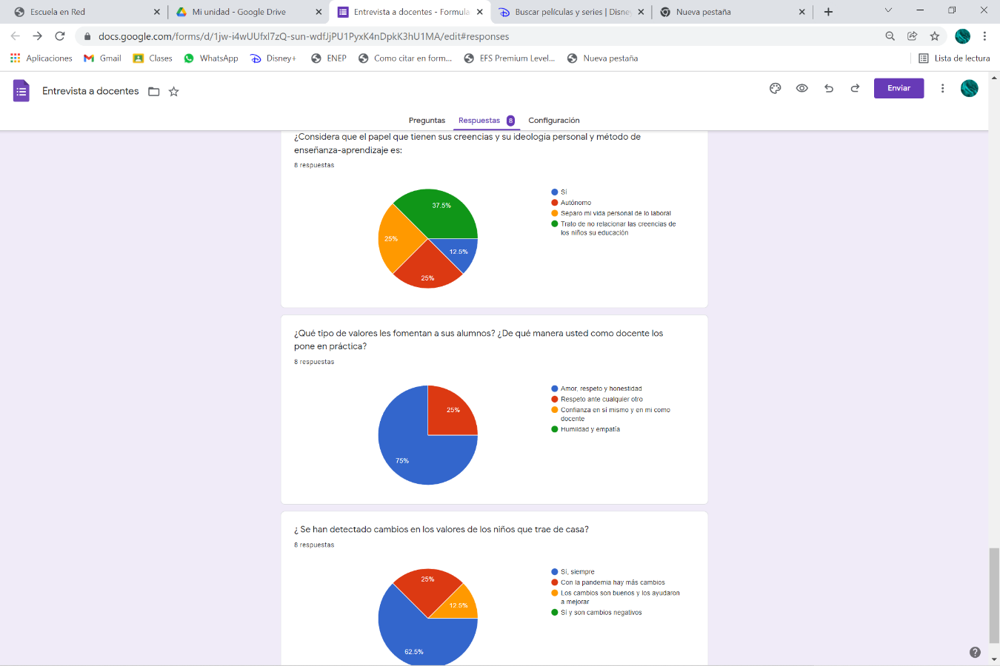 Escuela en Red
Mi unidad - Google Drive
Entrevista a docentes - Formula
Buscar películas y series | Disne
Nueva pestaña
docs.google.com/forms/d/1jw-i4wUUfxl7zQ-sun-wdfJjPU1PyxK4nDpkK3hU1MA/edit#responses
Aplicaciones
Gmail
Clases
WhatsApp
Disney+
ENEP
Como citar en form...
EFS Premium Level...
Nueva pestaña
Lista de lectura
Entrevista a docentes
Enviar
Preguntas
Respuestas 8
Configuración
¿Considera que el papel que tienen sus creencias y su ideología personal y método de
enseñanza-aprendizaje es:
8 respuestas
37.5%
25%
12.5%
25%
Sí
Autónomo
Separo mi vida personal de lo laboral
Trato de no relacionar las creencias de
los niños su educación
¿Qué tipo de valores les fomentan a sus alumnos? ¿De qué manera usted como docente los
pone en práctica?
8 respuestas
25%
75%
Amor, respeto y honestidad
Respeto ante cualquier otro
Confianza en sí mismo y en mi como
docente
Humildad y empatía
¿ Se han detectado cambios en los valores de los niños que trae de casa?
8 respuestas
25%
12.5%
62.5%
Sí, siempre
Con la pandemia hay más cambios
Los cambios son buenos y los ayudaron
a mejorar
Sí y son cambios negativos